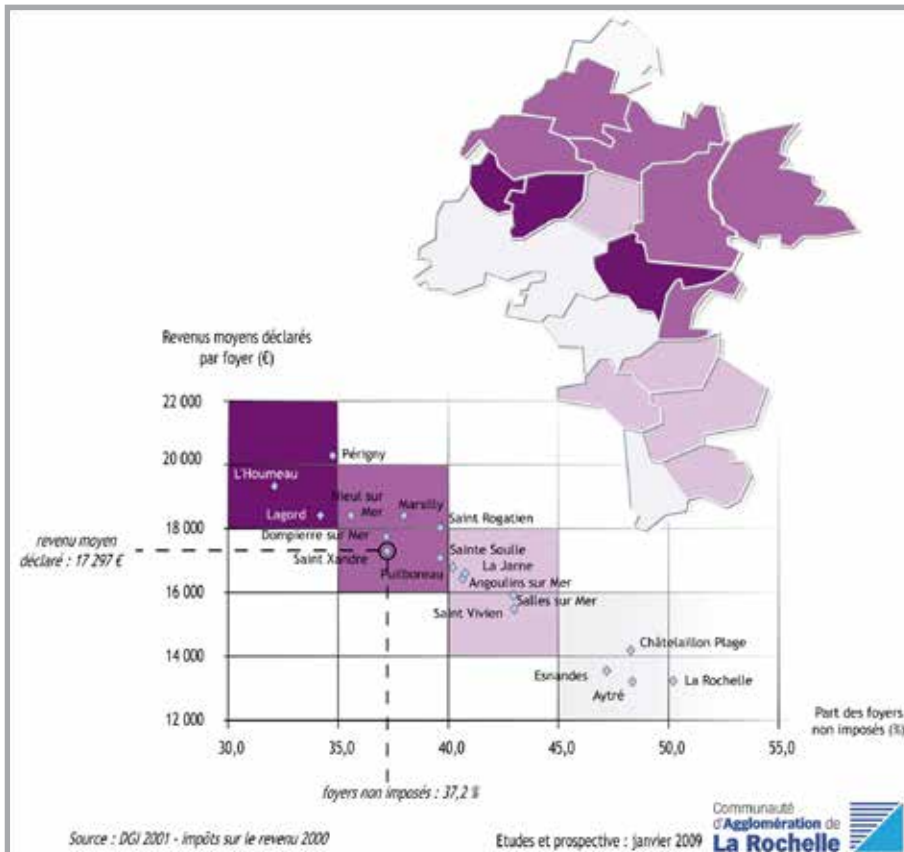 Revenus moyens déclarés
par foyer (€)
22 000
20 000
18 000
16 000
14 000
12 000
Périgny
L'Houmeau
Nieul sur
Mer
Lagord
Marsilly
Saint Rogatien
Dompierre sur Mer
Saint Xandre
Sainte Soulle
Puilboreau
La Jarne
Angoulins sur Mer
Salles sur Mer
Saint Vivien
Châtelaillon Plage
Esnandes
La Rochelle
Aytré
revenu moyen
déclaré : 17 297 €
30,0
35,0
40,0
45,0
50,0
55,0
Part des foyers
non imposés (%)
foyers non imposés : 37,2 %
Source : DGI 2001 - impôts sur le revenu 2000
Etudes et prospective : janvier 2009
Communauté
d'Agglomération de
La Rochelle